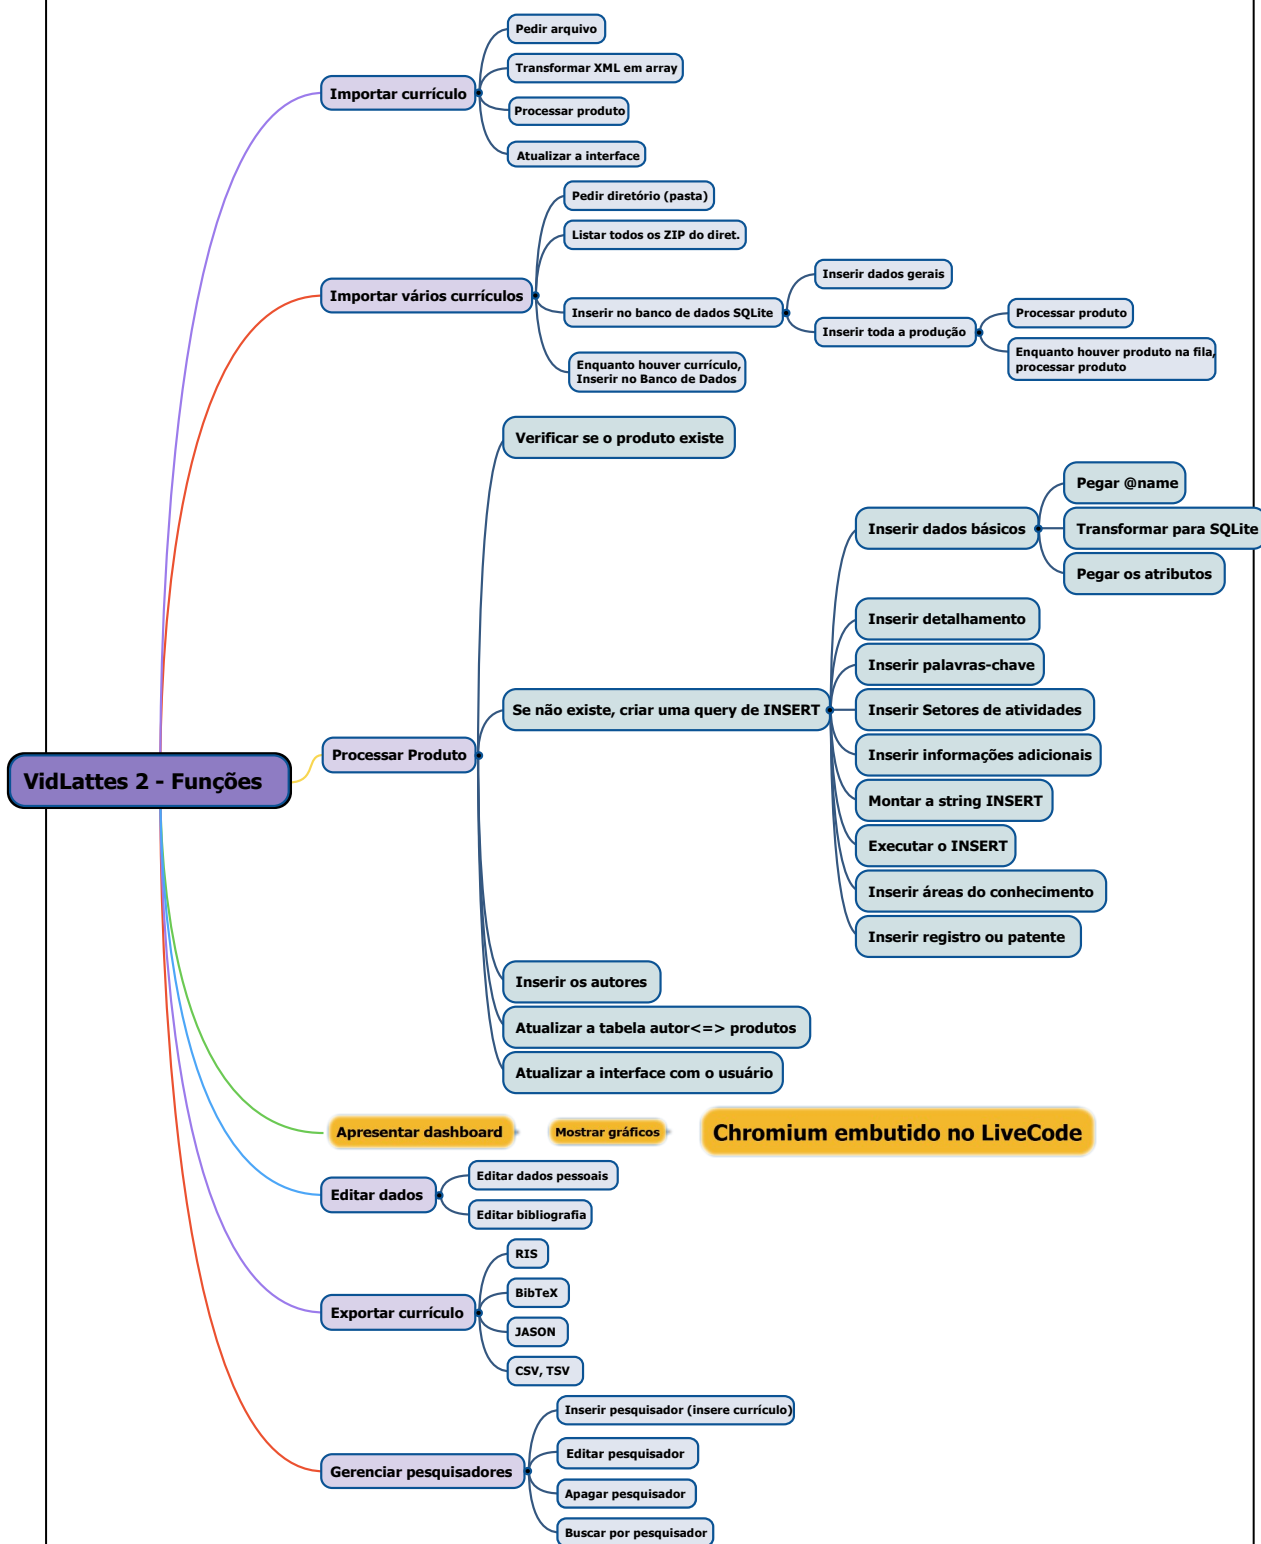 VidLattes 2 - Funções
Importar currículo
Pedir arquivo
Transformar XML em array
Processar produto
Atualizar a interface
Importar vários currículos
Pedir diretório (pasta)
Listar todos os ZIP do diret.
Inserir no banco de dados SQLite
Inserir dados gerais
Inserir toda a produção
Processar produto
Enquanto houver produto na fila,
processar produto
Enquanto houver currículo,
Inserir no Banco de Dados
Processar Produto
Verificar se o produto existe
Se não existe, criar uma query de INSERT
Inserir dados básicos
Pegar @name
Transformar para SQLite
Pegar os atributos
Inserir detalhamento
Inserir palavras-chave
Inserir Setores de atividades
Inserir informações adicionais
Montar a string INSERT
Executar o INSERT
Inserir áreas do conhecimento
Inserir registro ou patente
Inserir os autores
Atualizar a tabela autor<=> produtos
Atualizar a interface com o usuário
Apresentar dashboard
Mostrar gráficos
Chromium embutido no LiveCode
Editar dados
Editar dados pessoais
Editar bibliografia
Exportar currículo
RIS
BibTeX
JASON
CSV, TSV
Gerenciar pesquisadores
Inserir pesquisador (insere currículo)
Editar pesquisador
Apagar pesquisador
Buscar por pesquisador